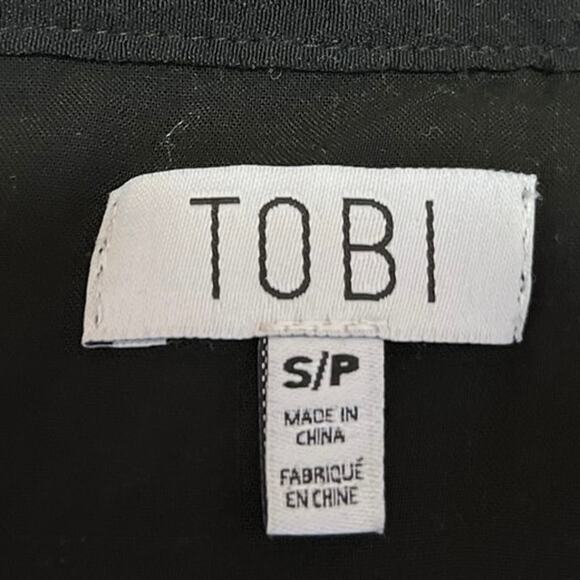 TOBI
S/P
MADE IN
CHINA
FABRIQUÉ
EN CHINE